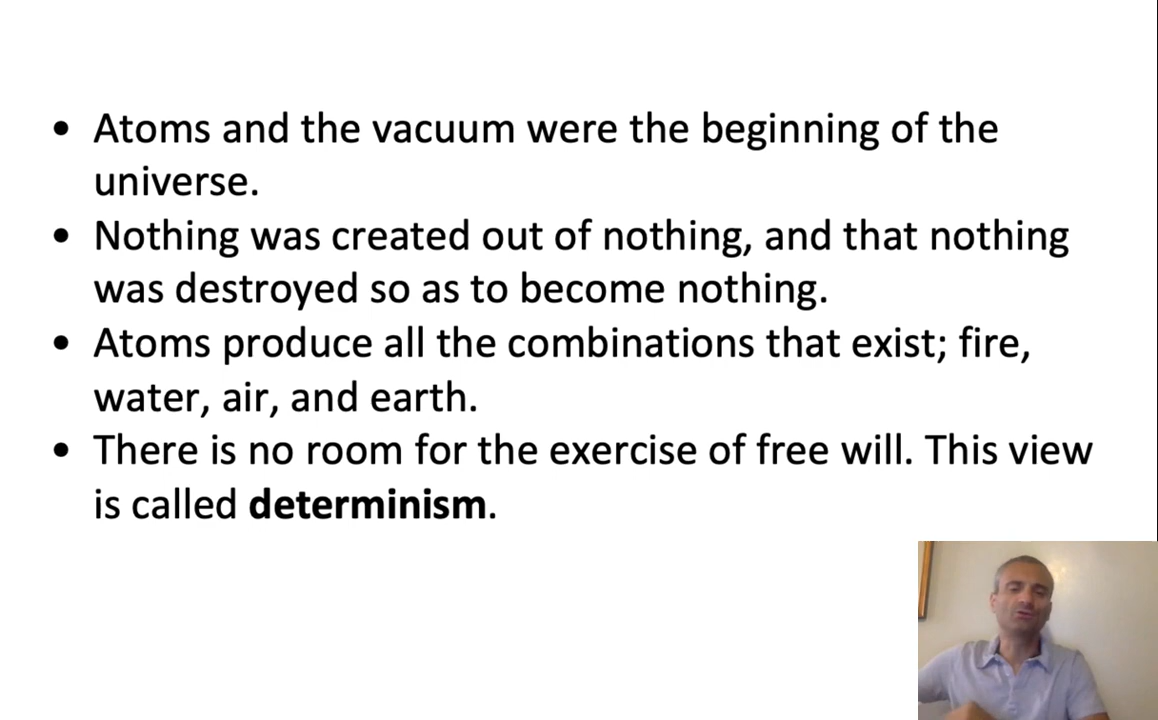 • Atoms and the vacuum were the beginning of the
universe.
• Nothing was created out of nothing, and that nothing
was destroyed so as to become nothing.
• Atoms produce all the combinations that exist; fire,
water, air, and earth.
• There is no room for the exercise of free will. This view
is called determinism.